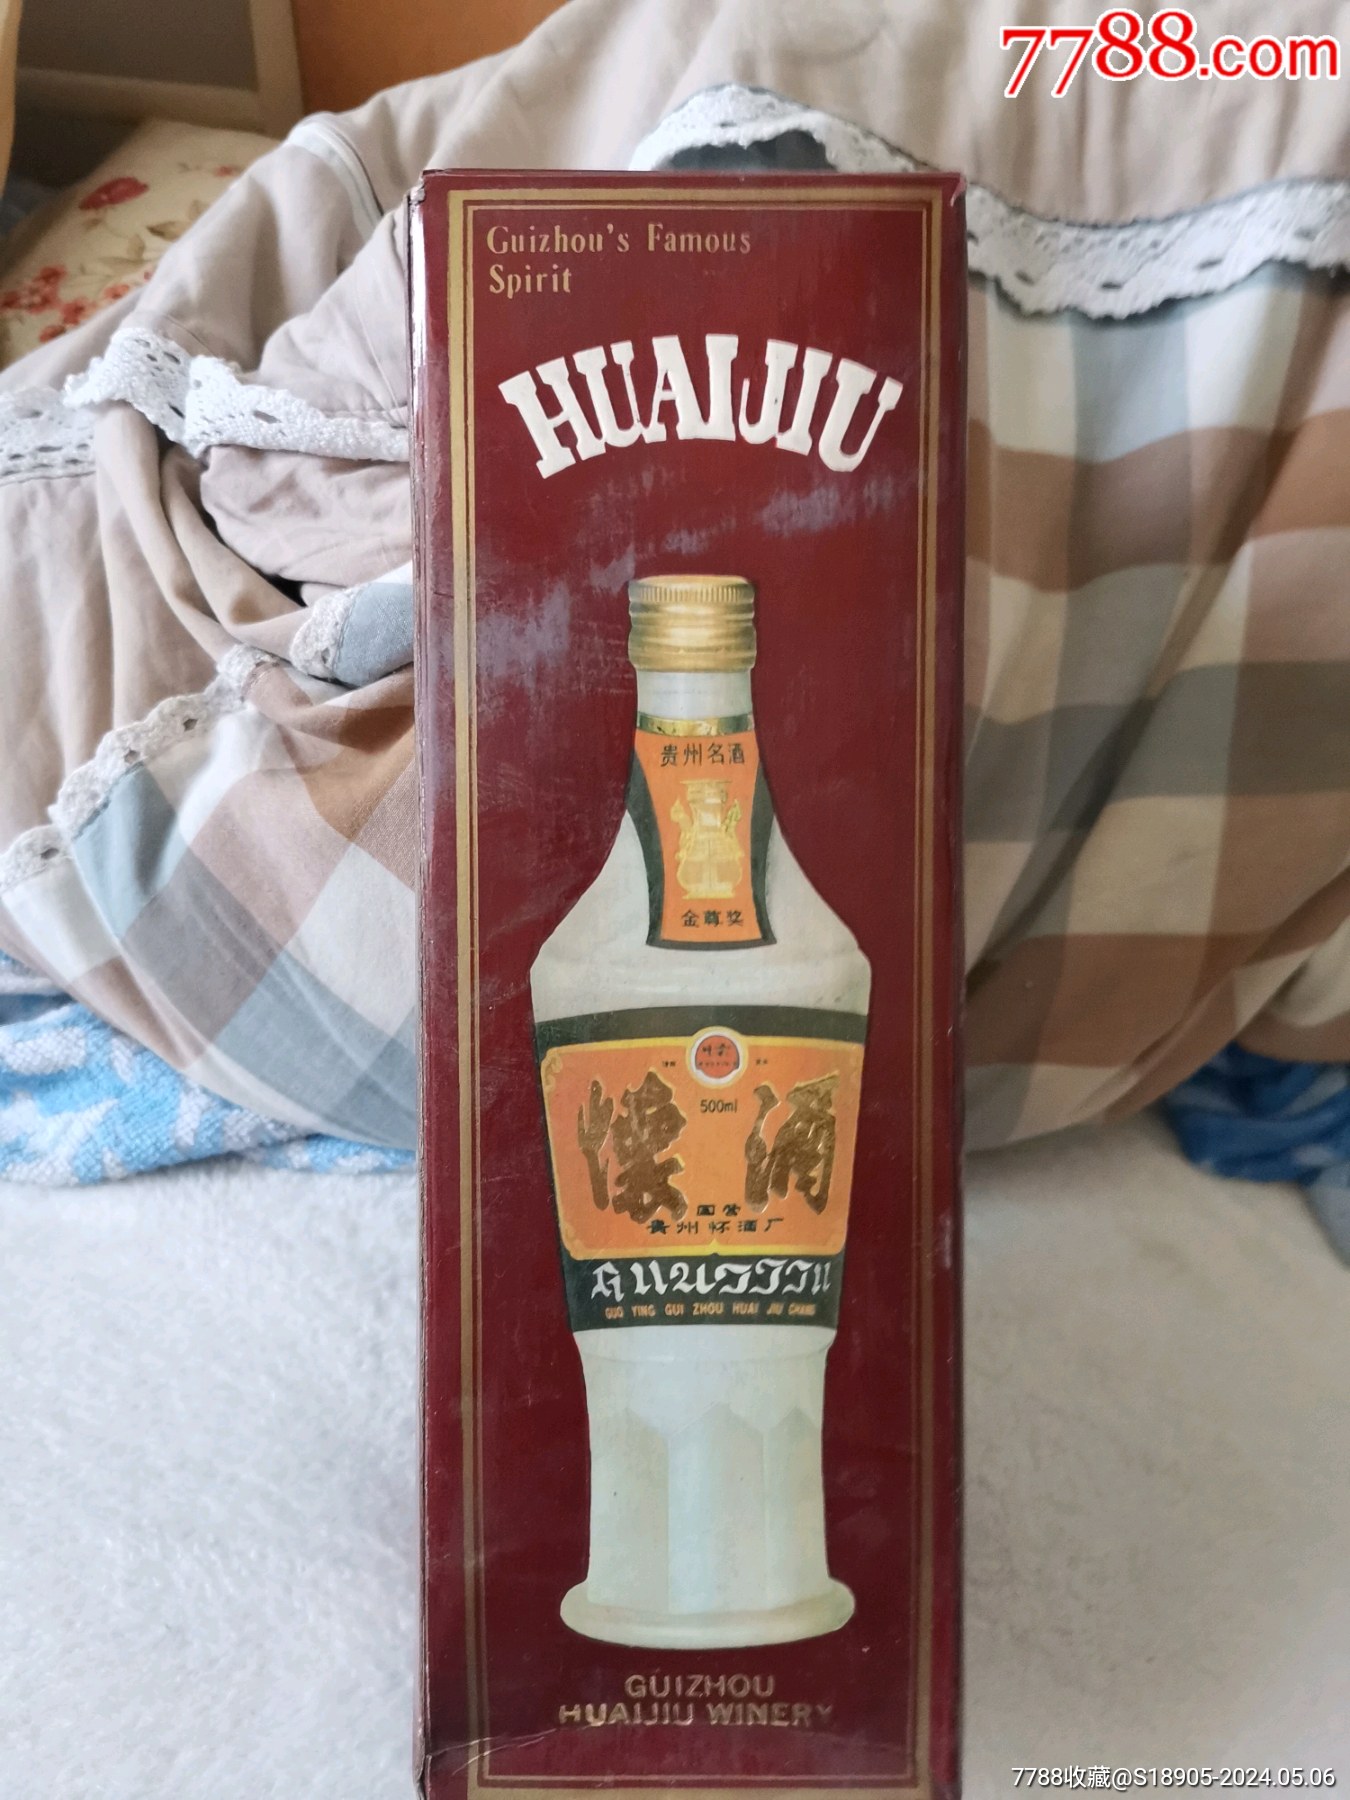 7788.com
Guizhou's Famous
Spirit
HUAIJIU
贵州名酒
金尊奖
500ml
懷酒
国营
贵州怀酒厂
HUAIJIU
GUO YING GUI ZHOU HUAI JIU CHANG
GUIZHOU
HUAIJIU WINERY
7788收藏@S18905-2024.05.06